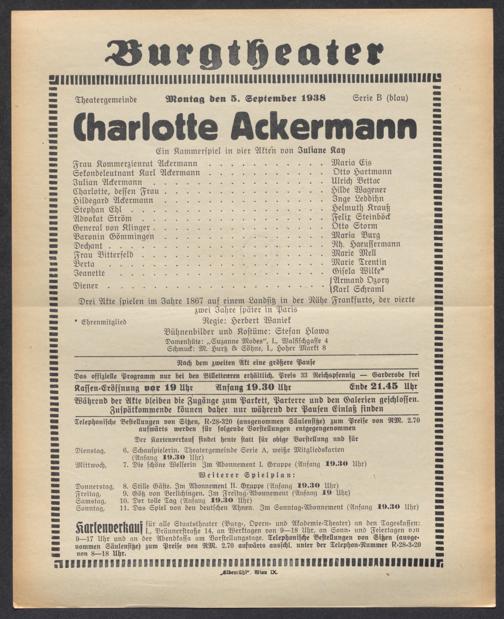 Burgtheater
Theatergemeinde Montag den 5. September 1938 Serie B (blau)
Charlotte Ackermann
Ein Kammerspiel in vier Akten von Juliane Kay
Frau Kommerzienrat Ackermann . . . Maria Eis
Sekondeleutnant Karl Ackermann . . . Otto Hartmann
Julian Ackermann . . . Ulrich Bettac
Charlotte, dessen Frau . . . Hilde Wagener
Hildegard Ackermann . . . Inge Leddihn
Stephan Ehl . . . Helmuth Krauß
Advokat Ström . . . Felix Steinböck
General von Klinger . . . Otto Storm
Baronin Gömmingen . . . Maria Burg
Dechant . . . Ph. Haeussermann
Frau Bitterfeld . . . Marie Mell
Berta . . . Marie Trentin
Jeanette . . . Gisela Wilke*
Diener . . . {Armand Ozory
{Karl Schraml
Drei Akte spielen im Jahre 1867 auf einem Landsitz in der Nähe Frankfurts, der vierte
zwei Jahre später in Paris
* Ehrenmitglied Regie: Herbert Waniek
Bühnenbilder und Kostüme: Stefan Hlawa
Damenhüte: „Suzanne Modes", I., Wallfischgasse 4
Schmuck: M. Hurtz & Söhne, I., Hoher Markt 8
Nach dem zweiten Akt eine größere Pause
Das offizielle Programm nur bei den Billetteuren erhältlich. Preis 33 Reichspfennig — Garderobe frei
Kassen-Eröffnung vor 19 Uhr Anfang 19.30 Uhr Ende 21.45 Uhr
Während der Akte bleiben die Zugänge zum Parkett, Parterre und den Galerien geschlossen.
Zuspätkommende können daher nur während der Pausen Einlaß finden
Telephonische Bestellungen von Sitzen, R-28-320 (ausgenommen Säulensitze) zum Preise von RM. 2.70
aufwärts werden für folgende Vorstellungen entgegengenommen
Der Kartenverkauf findet heute statt für obige Vorstellung und für
Dienstag, 6. Schauspielerin. Theatergemeinde Serie A, weiße Mitgliedskarten
(Anfang 19.30 Uhr)
Mittwoch, 7. Die schöne Welserin Im Abonnement I. Gruppe (Anfang 19.30 Uhr)
Weiterer Spielplan:
Donnerstag, 8. Stille Gäste. Im Abonnement II. Gruppe (Anfang 19.30 Uhr)
Freitag, 9. Götz von Berlichingen. Im Freitag-Abonnement (Anfang 19 Uhr)
Samstag, 10. Der tolle Tag (Anfang 19.30 Uhr)
Sonntag, 11. Das Spiel von den deutschen Ahnen. Im Sonntag-Abonnement (Anfang 19.30 Uhr)
Kartenverkauf für alle Staatstheater (Burg-, Opern- und Akademie-Theater) an den Tageskassen:
I., Bräunerstraße 14, an Werktagen von 9—18 Uhr, an Sonn- und Feiertagen von
9—17 Uhr und an der Abendkassa am Vorstellungstage. Telephonische Bestellungen von Sitzen (ausge-
nommen Säulensitze) zum Preise von RM. 2.70 aufwärts ausschl. unter der Telephon-Nummer R-28-3-20
von 8—18 Uhr.
„Elbemühl", Wien IX.